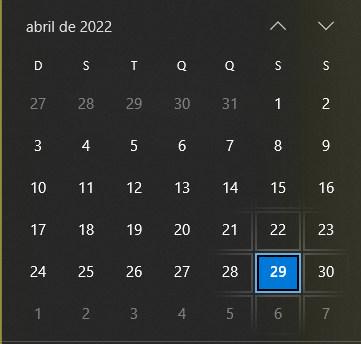 abril de 2022
D S T Q Q S S
27 28 29 30 31 1 2
3 4 5 6 7 8 9
10 11 12 13 14 15 16
17 18 19 20 21 22 23
24 25 26 27 28 29 30
1 2 3 4 5 6 7